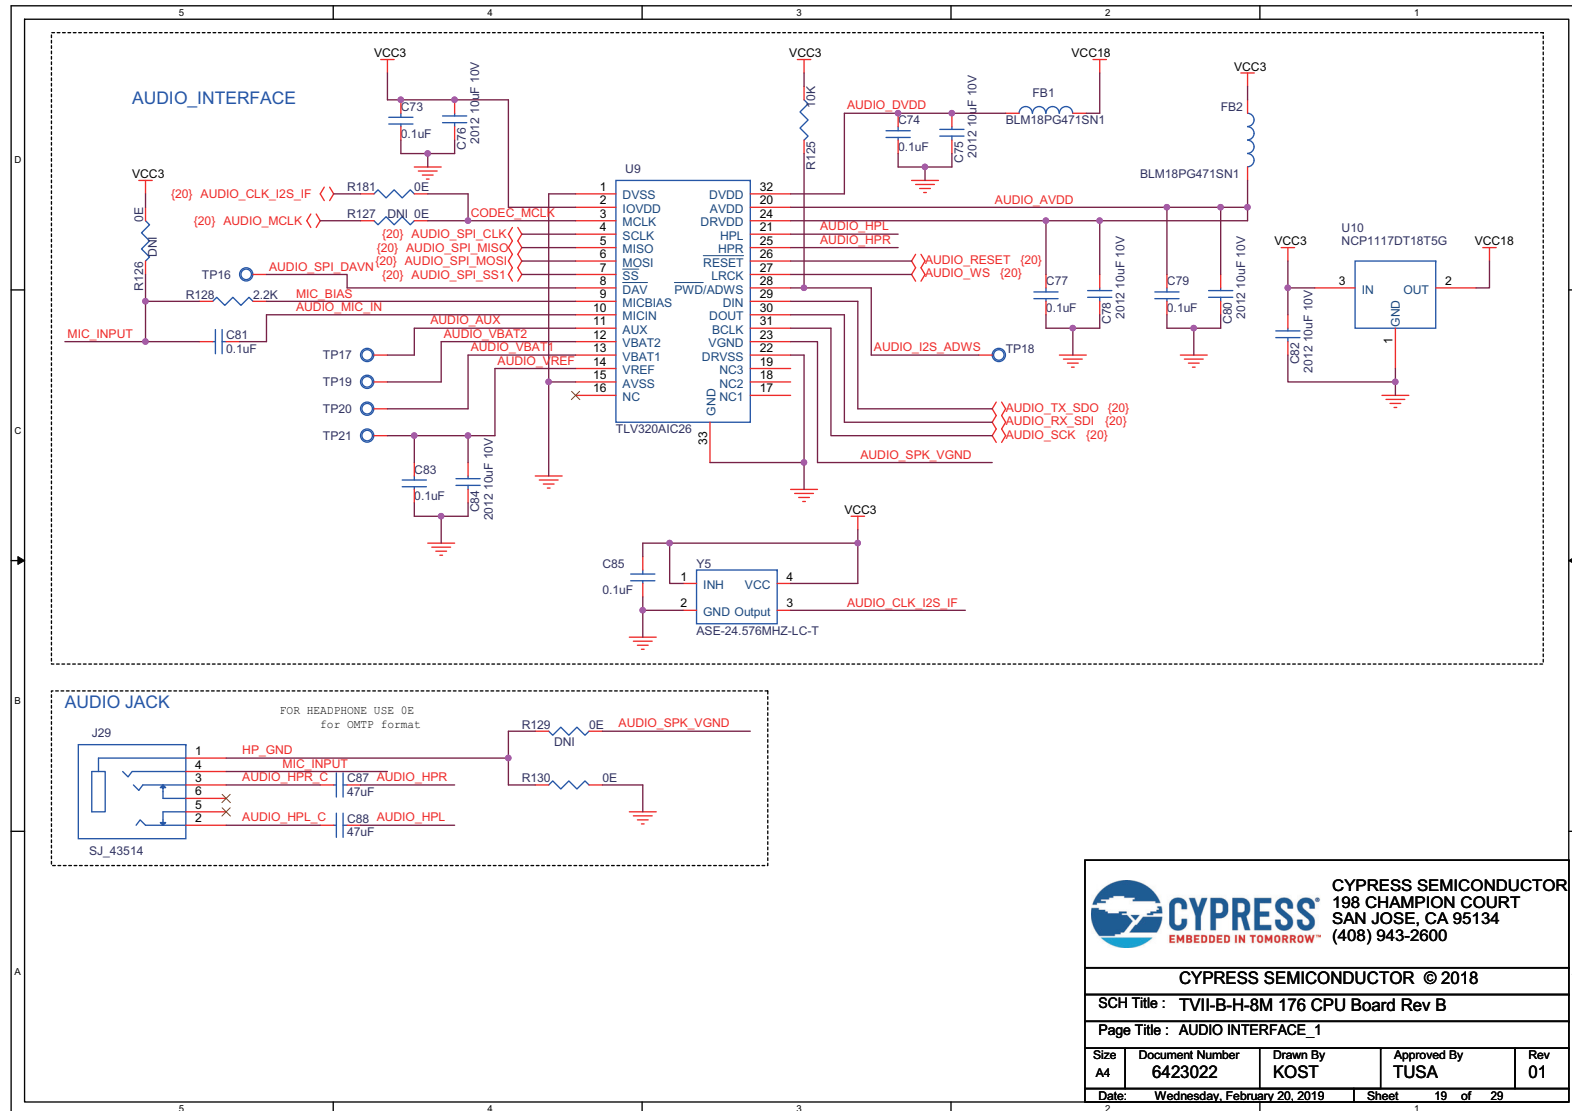 5 4 3 2 1
AUDIO_INTERFACE
VCC3
C73
0.1uF
C76
2012 10uF 10V
VCC3
10K
R125
VCC18
FB1
BLM18PG471SN1
AUDIO_DVDD
C74
0.1uF
C75
2012 10uF 10V
VCC3
FB2
BLM18PG471SN1
D
VCC3
0E
DNI
R126
{20} AUDIO_CLK_I2S_IF
R181 0E
{20} AUDIO_MCLK
R127 DNI 0E
CODEC_MCLK
{20} AUDIO_SPI_CLK
{20} AUDIO_SPI_MISO
{20} AUDIO_SPI_MOSI
{20} AUDIO_SPI_SS1
TP16
AUDIO_SPI_DAVN
R128 2.2K
MIC_BIAS
AUDIO_MIC_IN
MIC_INPUT
C81
0.1uF
AUDIO_AUX
AUDIO_VBAT2
AUDIO_VBAT1
AUDIO_VREF
TP17
TP19
TP20
TP21
C83
0.1uF
C84
2012 10uF 10V
U9
1 DVSS
2 IOVDD
3 MCLK
4 SCLK
5 MISO
6 MOSI
7 SS
8 DAV
9 MICBIAS
10 MICIN
11 AUX
12 VBAT2
13 VBAT1
14 VREF
15 AVSS
16 NC
DVDD 32
AVDD 20
DRVDD 24
HPL 21
HPR 25
RESET 26
LRCK 27
PWD/ADWS 28
DIN 29
DOUT 30
BCLK 31
VGND 23
DRVSS 22
NC3 19
NC2 18
NC1 17
GND
33
TLV320AIC26
AUDIO_AVDD
AUDIO_HPL
AUDIO_HPR
AUDIO_RESET {20}
AUDIO_WS {20}
AUDIO_I2S_ADWS
TP18
AUDIO_TX_SDO {20}
AUDIO_RX_SDI {20}
AUDIO_SCK {20}
AUDIO_SPK_VGND
C77
0.1uF
C78
2012 10uF 10V
C79
0.1uF
C80
2012 10uF 10V
U10
NCP1117DT18T5G
VCC3
VCC18
3 IN OUT 2
GND
1
C82
2012 10uF 10V
C
VCC3
C85
0.1uF
Y5
1 INH VCC 4
2 GND Output 3
ASE-24.576MHZ-LC-T
AUDIO_CLK_I2S_IF
B
AUDIO JACK
FOR HEADPHONE USE 0E
for OMTP format
J29
1 HP_GND
4 MIC_INPUT
3 AUDIO_HPR_C C87 AUDIO_HPR
47uF
6
5
2 AUDIO_HPL_C C88 AUDIO_HPL
47uF
SJ_43514
R129 0E AUDIO_SPK_VGND
DNI
R130 0E
A
CYPRESS
EMBEDDED IN TOMORROW™
CYPRESS SEMICONDUCTOR
198 CHAMPION COURT
SAN JOSE, CA 95134
(408) 943-2600
CYPRESS SEMICONDUCTOR © 2018
SCH Title : TVII-B-H-8M 176 CPU Board Rev B
Page Title : AUDIO INTERFACE_1
Size Document Number Drawn By Approved By Rev
A4 6423022 KOST TUSA 01
Date: Wednesday, February 20, 2019 Sheet 19 of 29
5 4 3 2 1